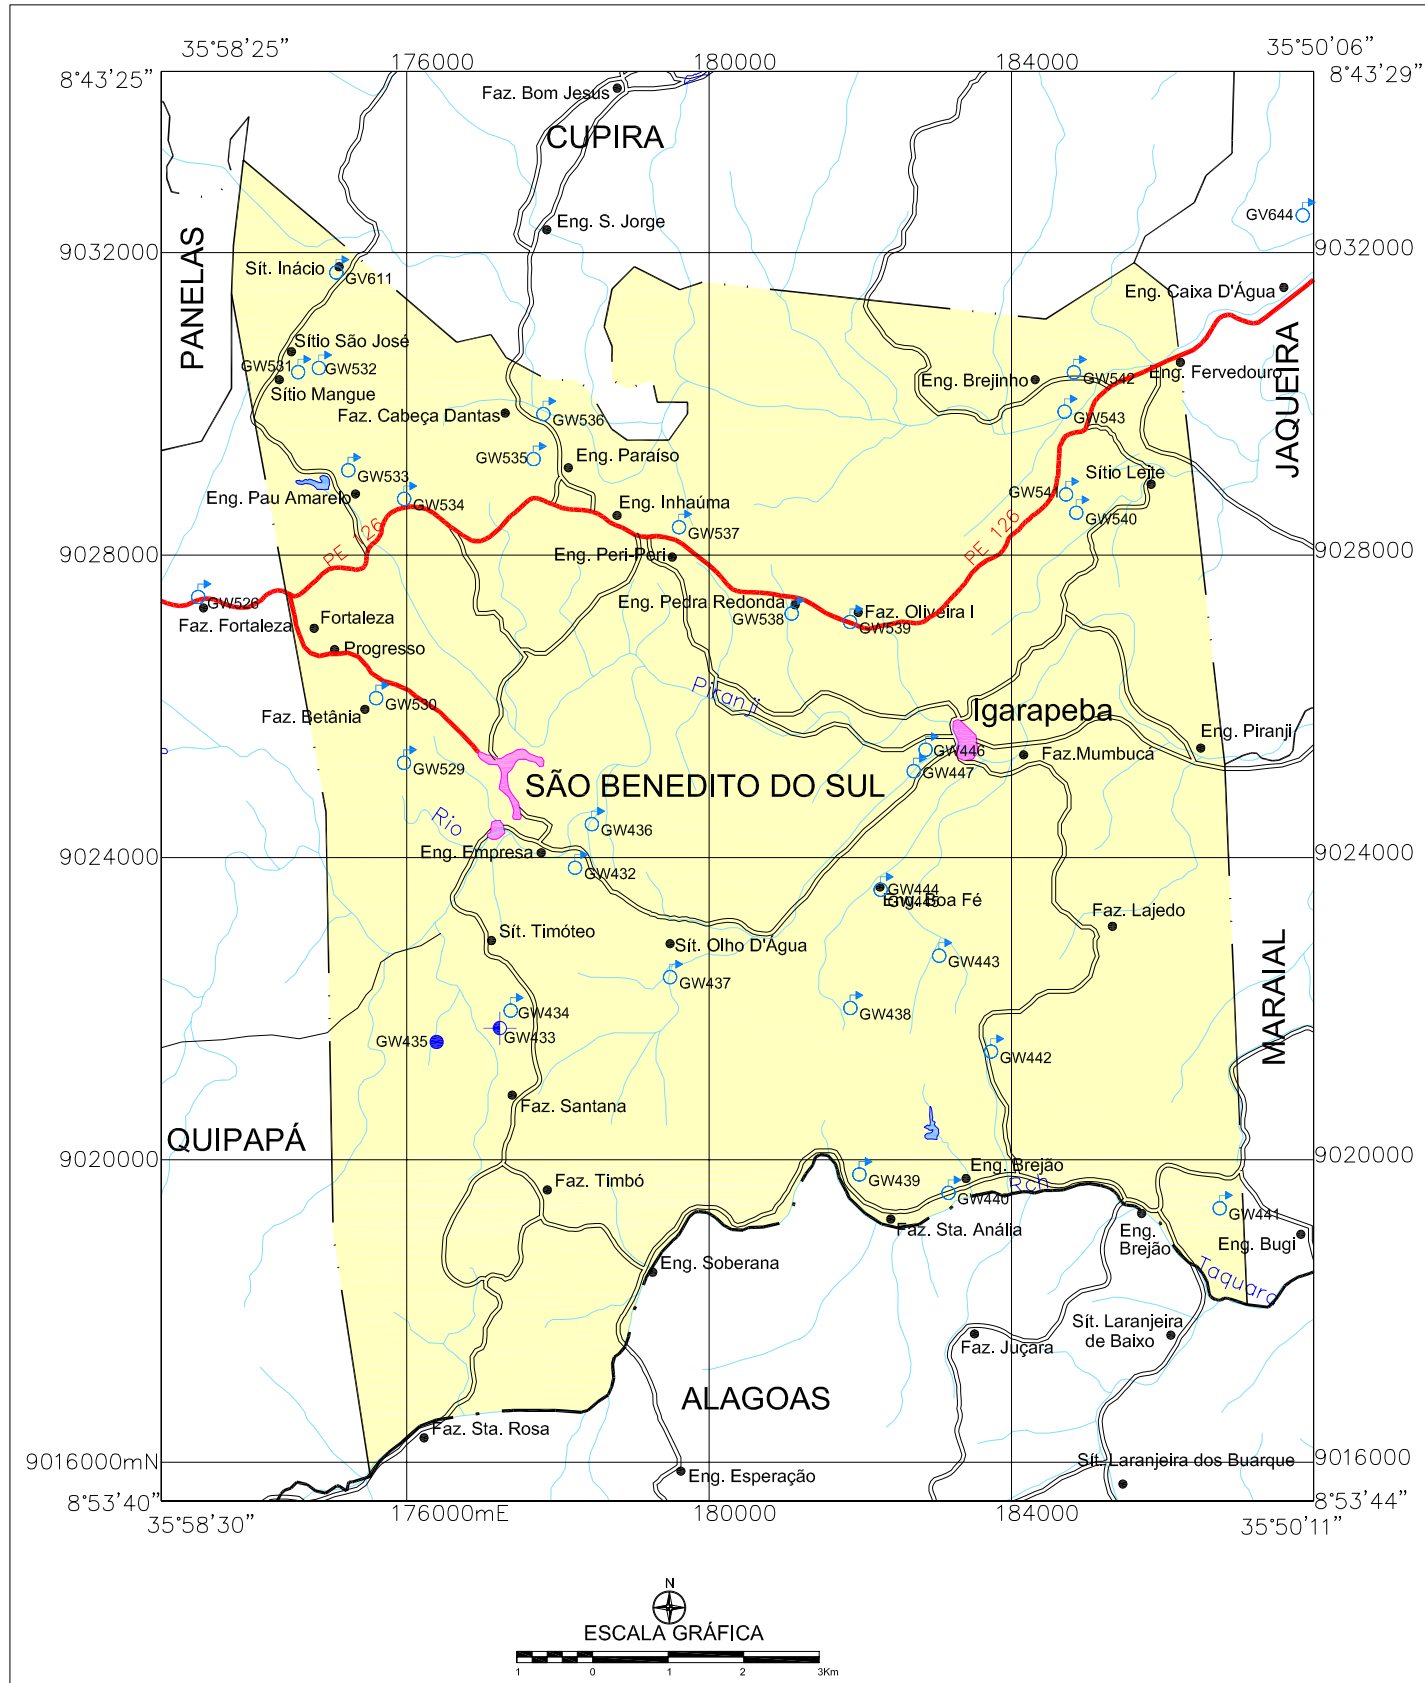 35°58'25"
176000
180000
184000
35°50'06"
8°43'25"
8°43'29"
Faz. Bom Jesus
CUPIRA
PANELAS
Eng. S. Jorge
GV644
9032000
9032000
Sít. Inácio
GV611
Eng. Caixa D'Água
Sítio São José
GW531
GW532
Sítio Mangue
Faz. Cabeça Dantas
GW536
Eng. Brejinho
GW542
Eng. Fervedouro
GW543
JAQUEIRA
GW535
Eng. Paraíso
GW533
Eng. Pau Amarelo
GW534
Sítio Leite
GW541
GW540
Eng. Inhaúma
GW537
PE 126
PE 126
9028000
9028000
Eng. Peri-Peri
GW526
Faz. Fortaleza
Fortaleza
Eng. Pedra Redonda
GW538
Faz. Oliveira I
GW539
Progresso
Piranji
GW530
Faz. Betânia
Igarapeba
Eng. Piranji
GW446
Faz.Mumbucá
GW529
GW447
SÃO BENEDITO DO SUL
Rio
GW436
9024000
9024000
Eng. Empresa
GW432
GW444
GW445
Eng. Boa Fé
Faz. Lajedo
Sít. Timóteo
Sít. Olho D'Água
GW443
GW437
MARAIAL
GW434
GW438
GW433
GW435
GW442
Faz. Santana
QUIPAPÁ
9020000
9020000
Eng. Brejão
GW439
Rch
Faz. Timbó
GW440
GW441
Faz. Sta. Anália
Eng.
Brejão
Eng. Bugi
Eng. Soberana
Taquara
Sít. Laranjeira
de Baixo
Faz. Juçara
ALAGOAS
Faz. Sta. Rosa
9016000mN
9016000
Sít. Laranjeira dos Buarque
Eng. Esperação
8°53'40"
8°53'44"
35°58'30"
176000mE
180000
184000
35°50'11"
N
ESCALA GRÁFICA
1 0 1 2 3Km